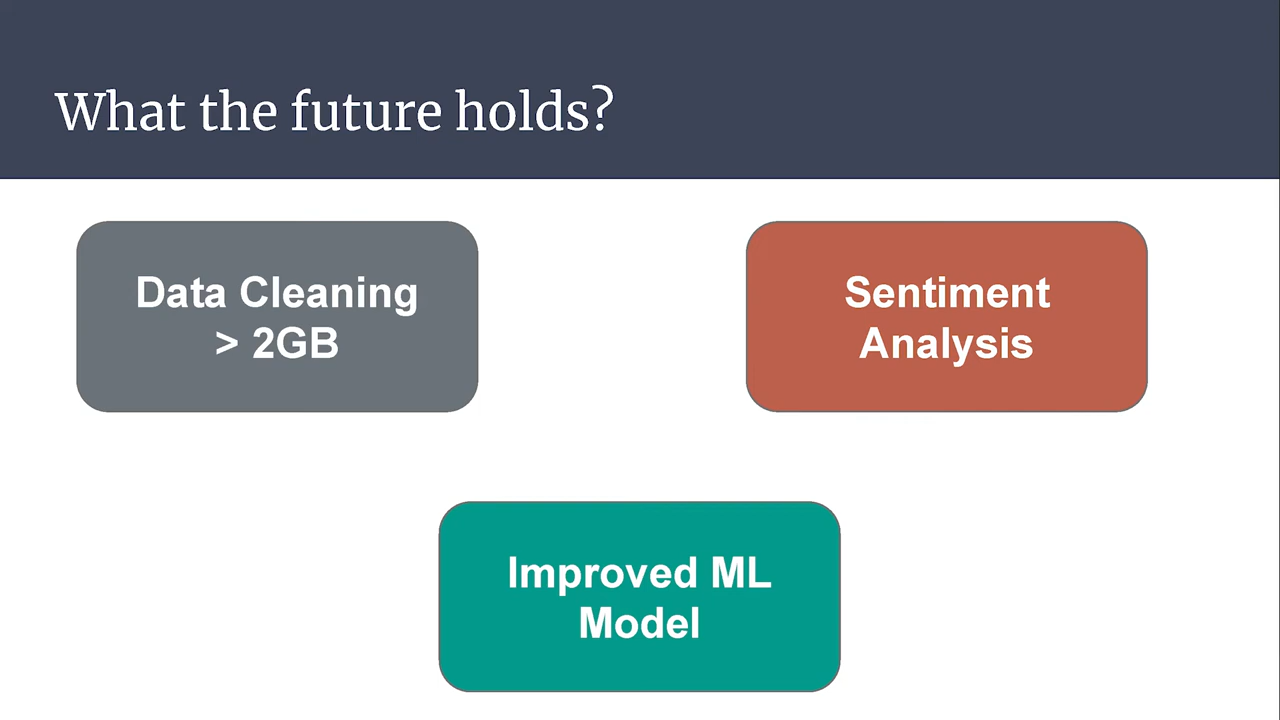 What the future holds?
Data Cleaning
> 2GB
Sentiment
Analysis
Improved ML
Model